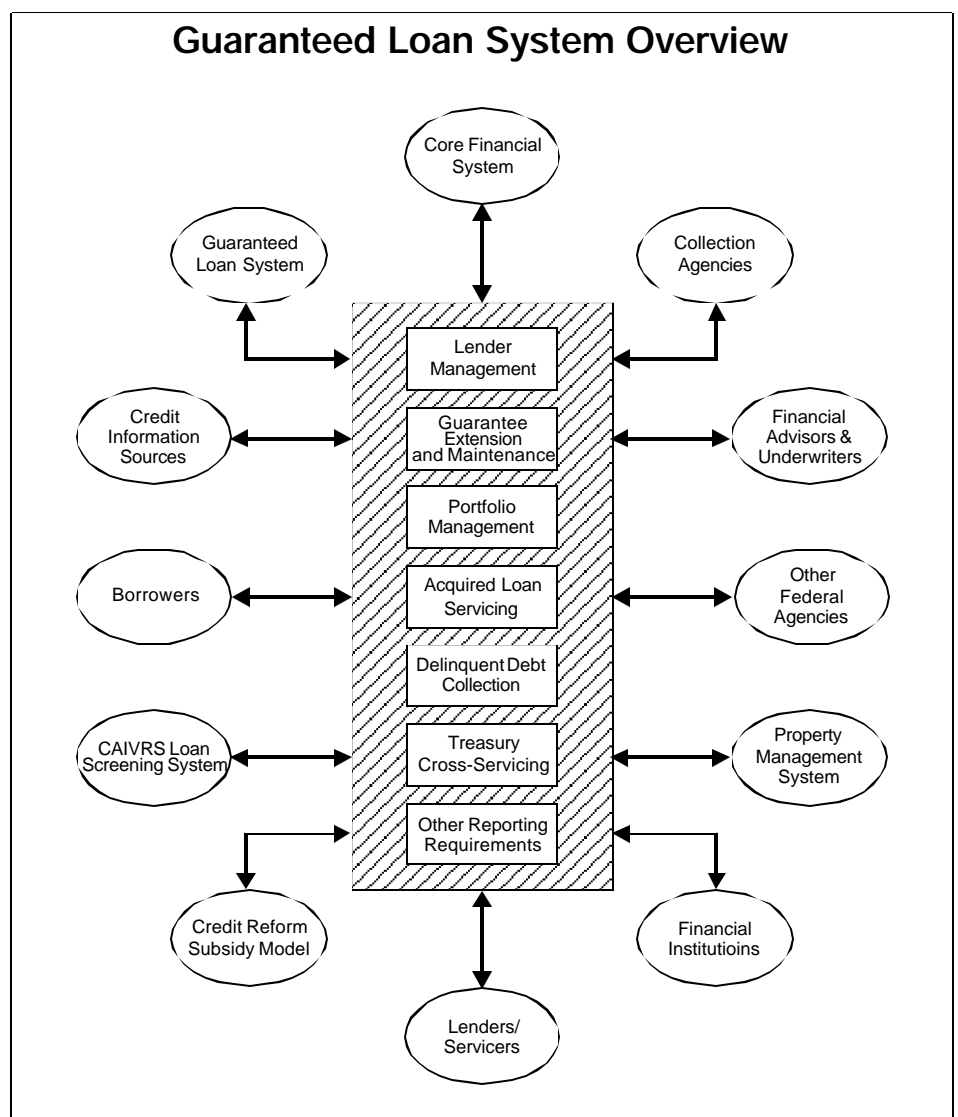 Guaranteed Loan System Overview
Core Financial
System
Guaranteed
Loan System
Collection
Agencies
Lender
Management
Credit
Information
Sources
Guarantee
Extension
and Maintenance
Financial
Advisors &
Underwriters
Portfolio
Management
Borrowers
Acquired Loan
Servicing
Other
Federal
Agencies
Delinquent Debt
Collection
CAIVRS Loan
Screening System
Treasury
Cross-Servicing
Property
Management
System
Other Reporting
Requirements
Credit Reform
Subsidy Model
Financial
Institutioins
Lenders/
Servicers